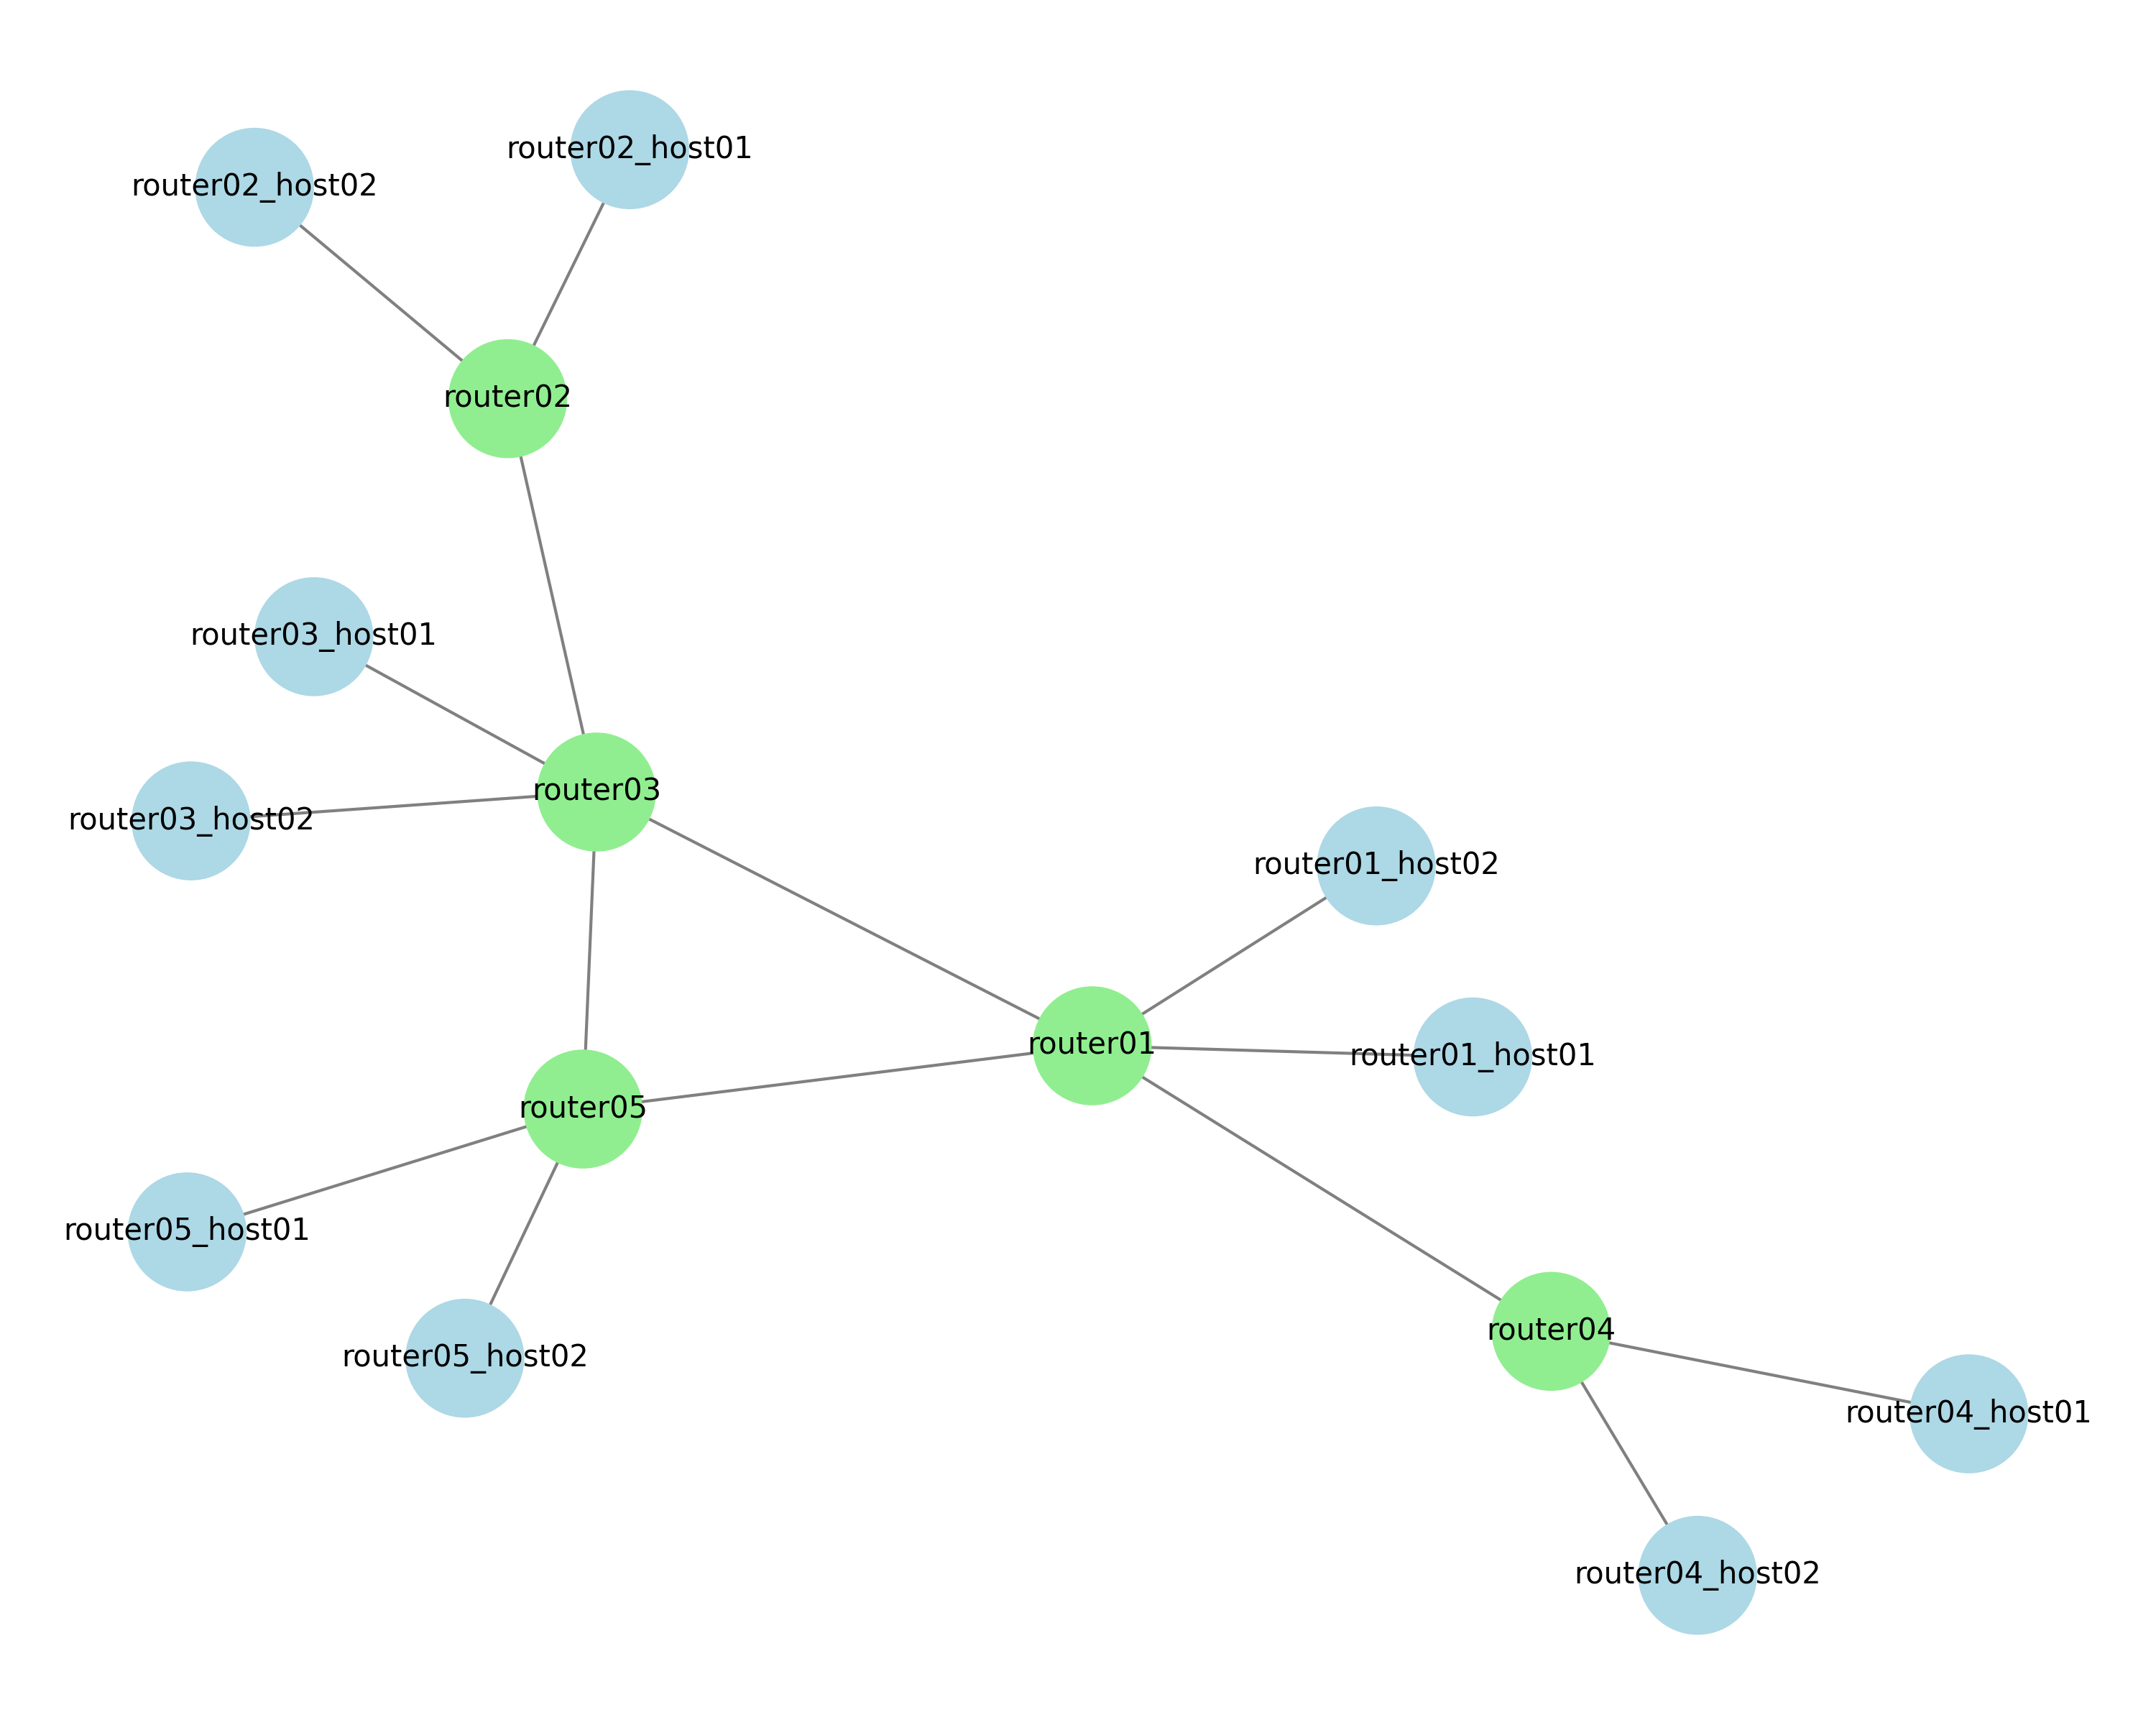 router02_host01
router02_host02
router02
router03_host01
router03
router03_host02
router01_host02
router01
router01_host01
router05
router05_host01
router04
router05_host02
router04_host01
router04_host02